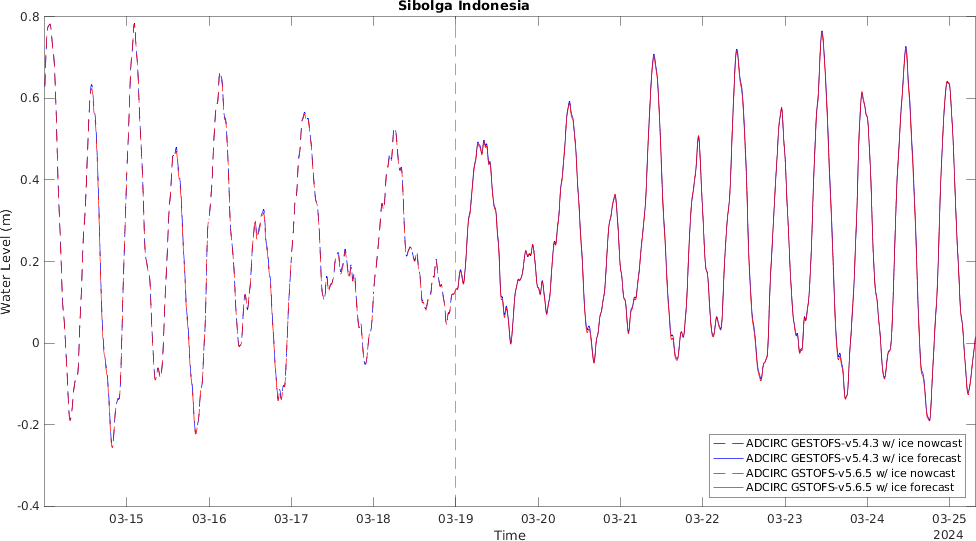 Sibolga Indonesia
0.8
0.6
0.4
0.2
0
-0.2
-0.4
Water Level (m)
ADCIRC GESTOFS-v5.4.3 w/ ice nowcast
ADCIRC GESTOFS-v5.4.3 w/ ice forecast
ADCIRC GSTOFS-v5.6.5 w/ ice nowcast
ADCIRC GSTOFS-v5.6.5 w/ ice forecast
03-15 03-16 03-17 03-18 03-19 03-20 03-21 03-22 03-23 03-24 03-25
2024
Time